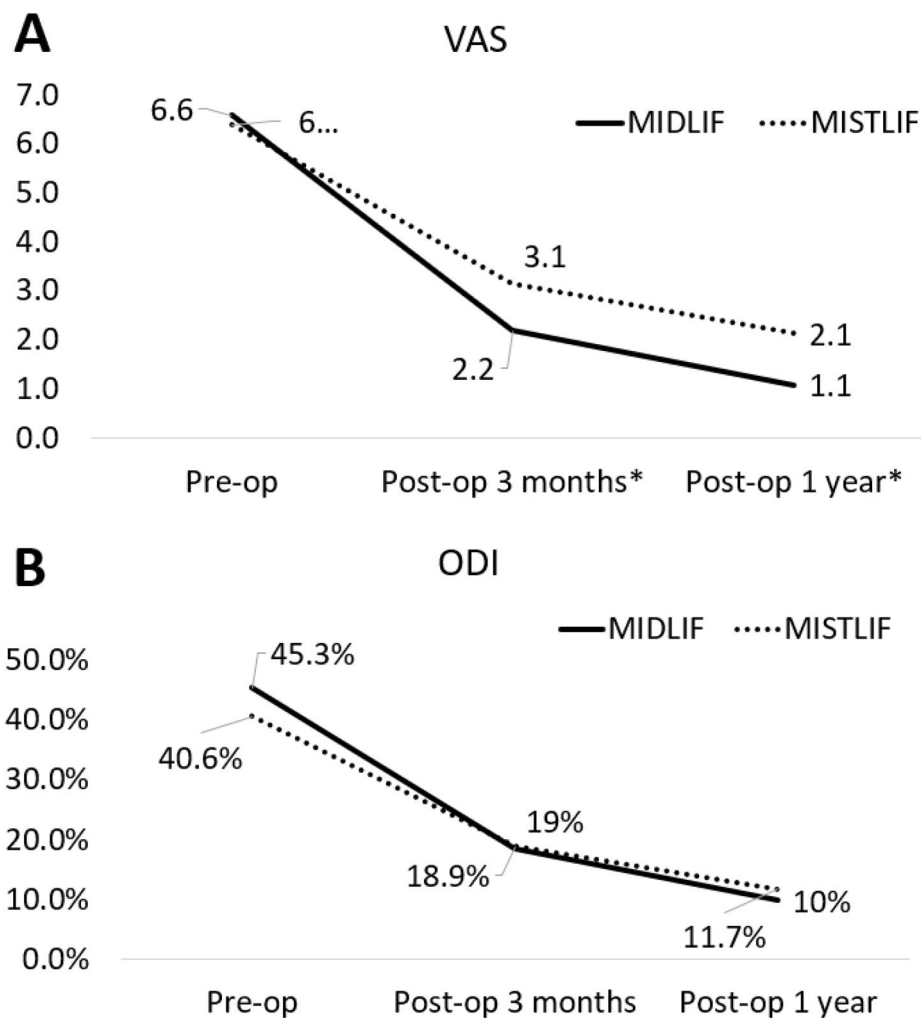 A
VAS
7.0
6.6
6...
MIDLIF
MISTLIF
6.0
5.0
4.0
3.1
3.0
2.0
2.1
2.2
1.1
1.0
0.0
Pre-op
Post-op 3 months*
Post-op 1 year*
B
ODI
MIDLIF
MISTLIF
50.0%
45.3%
40.0%
40.6%
30.0%
20.0%
19%
18.9%
10.0%
10%
11.7%
0.0%
Pre-op
Post-op 3 months
Post-op 1 year